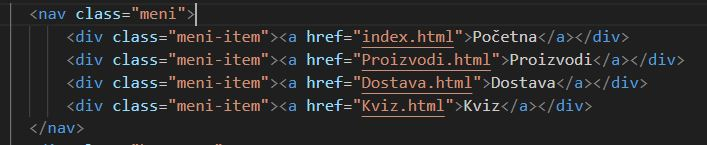 <nav class="meni">
<div class="meni-item"><a href="index.html">Početna</a></div>
<div class="meni-item"><a href="Proizvodi.html">Proizvodi</a></div>
<div class="meni-item"><a href="Dostava.html">Dostava</a></div>
<div class="meni-item"><a href="Kviz.html">Kviz</a></div>
</nav>